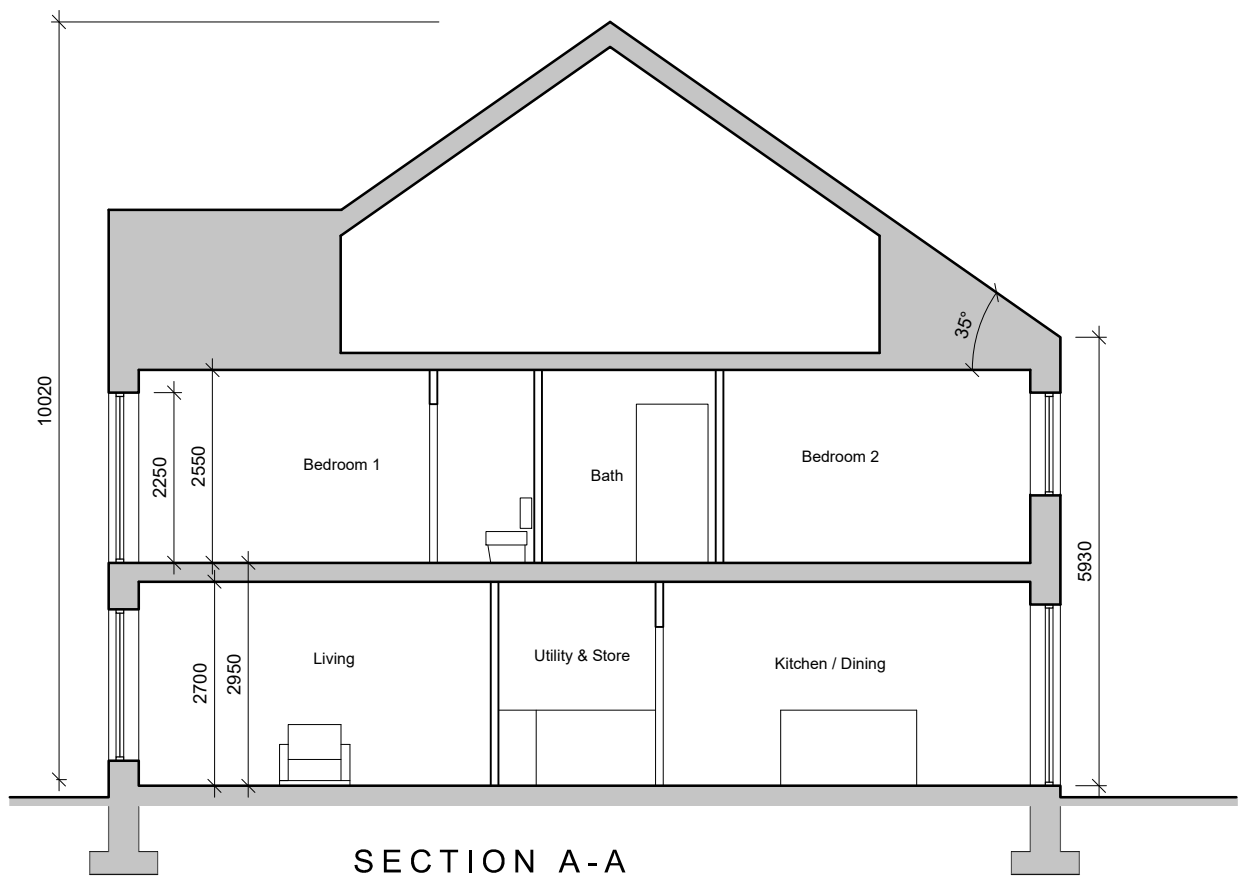 10020
35°
2250
2550
Bedroom 1
Bath
Bedroom 2
5930
2700
2950
Living
Utility & Store
Kitchen / Dining
SECTION A-A